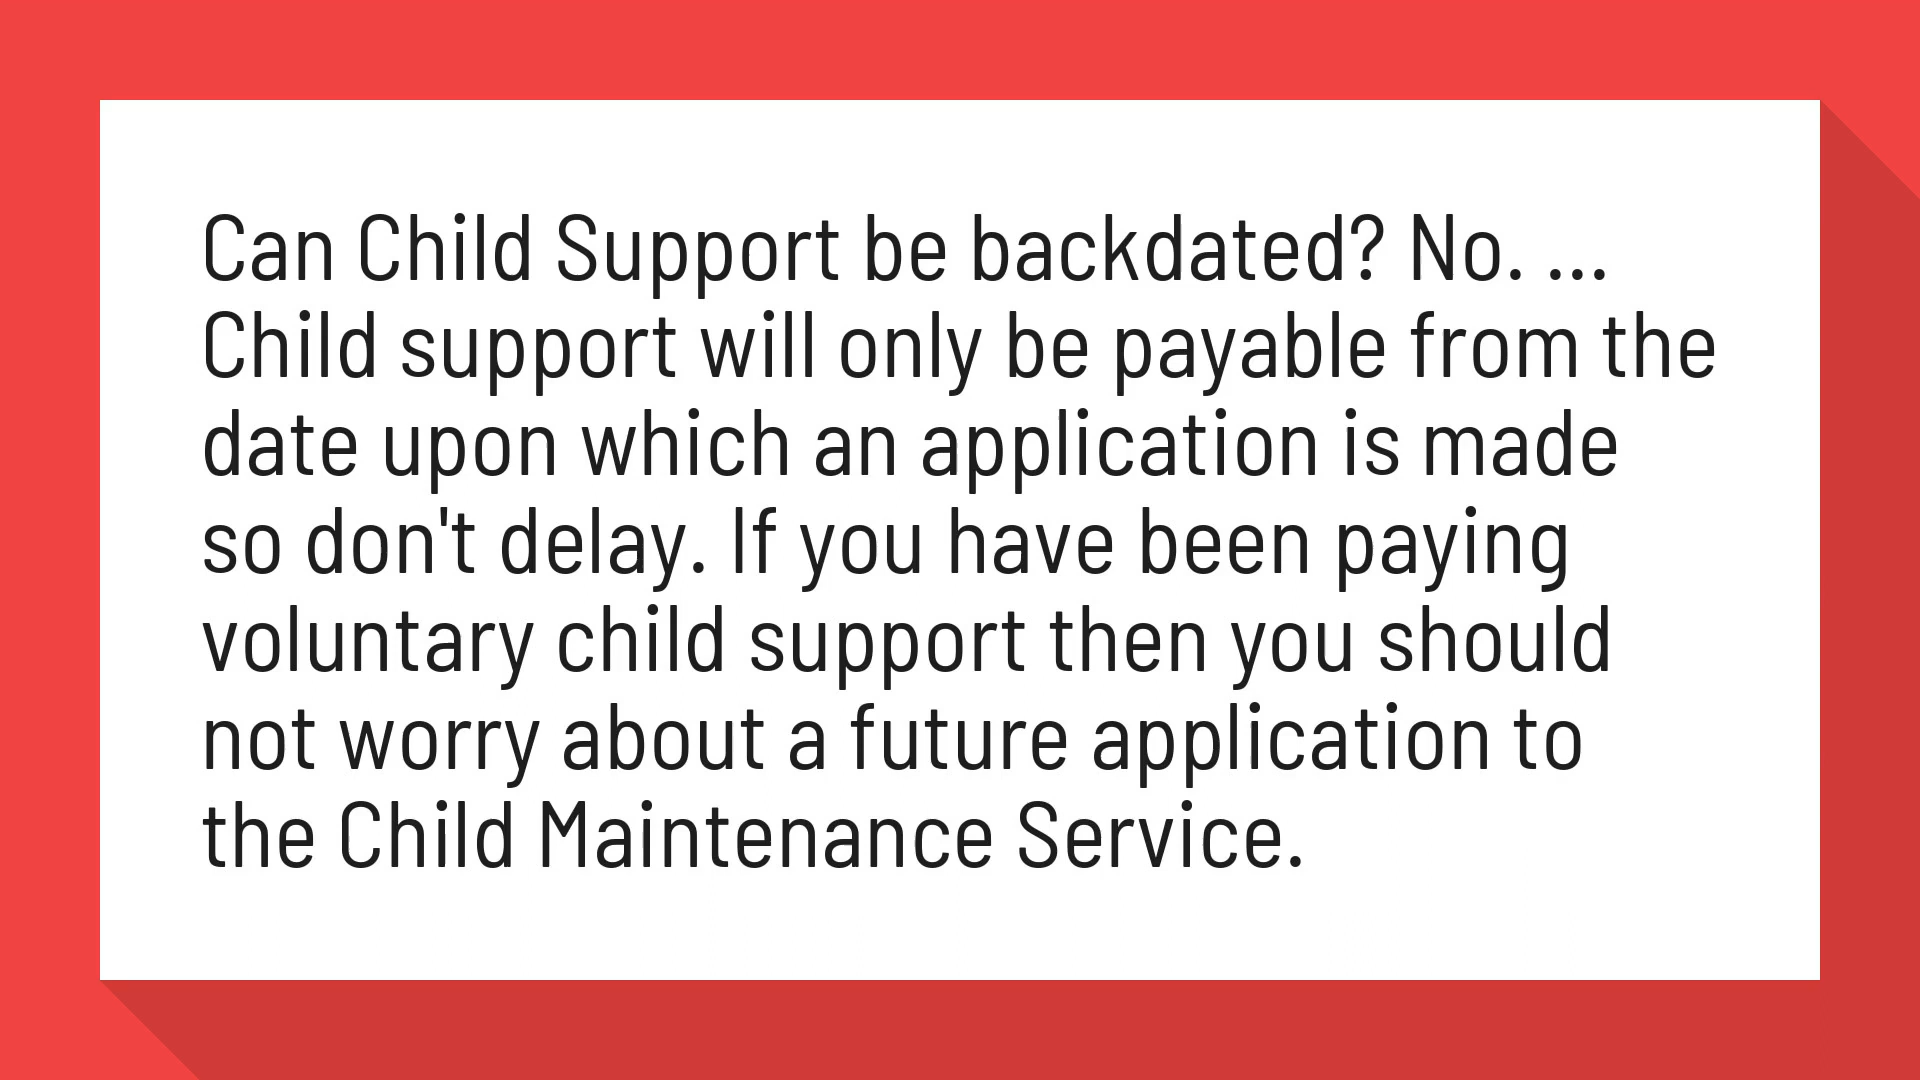 Can Child Support be backdated? No. ...
Child support will only be payable from the
date upon which an application is made
so don't delay. If you have been paying
voluntary child support then you should
not worry about a future application to
the Child Maintenance Service.